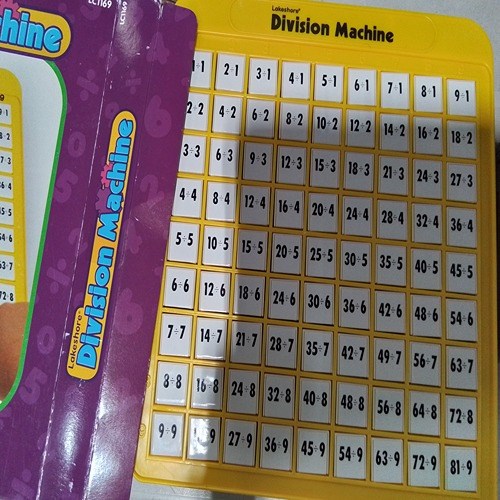 LC1169
LC1169
hine
Lakeshore
Division Machine
Lakeshore
Division Machine
÷1 2÷1 3÷1 4÷1 5÷1 6÷1 7÷1 8÷1 9÷1
2÷2 4÷2 6÷2 8÷2 10÷2 12÷2 14÷2 16÷2 18÷2
3÷3 6÷3 9÷3 12÷3 15÷3 18÷3 21÷3 24÷3 27÷3
4÷4 8÷4 12÷4 16÷4 20÷4 24÷4 28÷4 32÷4 36÷4
5÷5 10÷5 15÷5 20÷5 25÷5 30÷5 35÷5 40÷5 45÷5
6÷6 12÷6 18÷6 24÷6 30÷6 36÷6 42÷6 48÷6 54÷6
7÷7 14÷7 21÷7 28÷7 35÷7 42÷7 49÷7 56÷7 63÷7
8÷8 16÷8 24÷8 32÷8 40÷8 48÷8 56÷8 64÷8 72÷8
9÷9 ÷9 27÷9 36÷9 45÷9 54÷9 63÷9 72÷9 81÷9